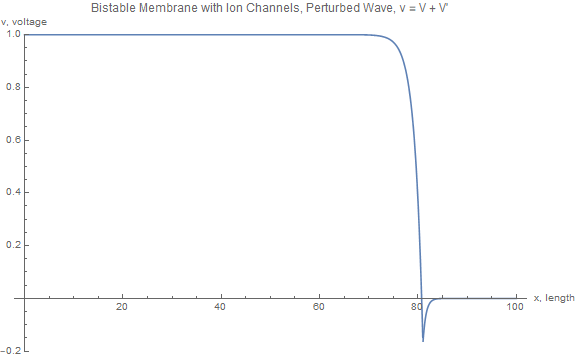 Bistable Membrane with Ion Channels, Perturbed Wave, v = V + V'
v, voltage
1.0
0.8
0.6
0.4
0.2
20 40 60 80 100 x, length
-0.2